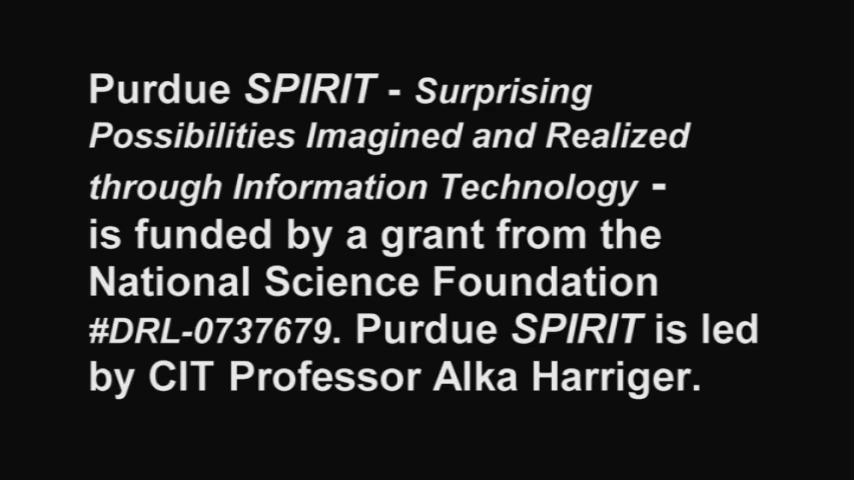 Purdue SPIRIT - Surprising
Possibilities Imagined and Realized
through Information Technology -
is funded by a grant from the
National Science Foundation
#DRL-0737679. Purdue SPIRIT is led
by CIT Professor Alka Harriger.